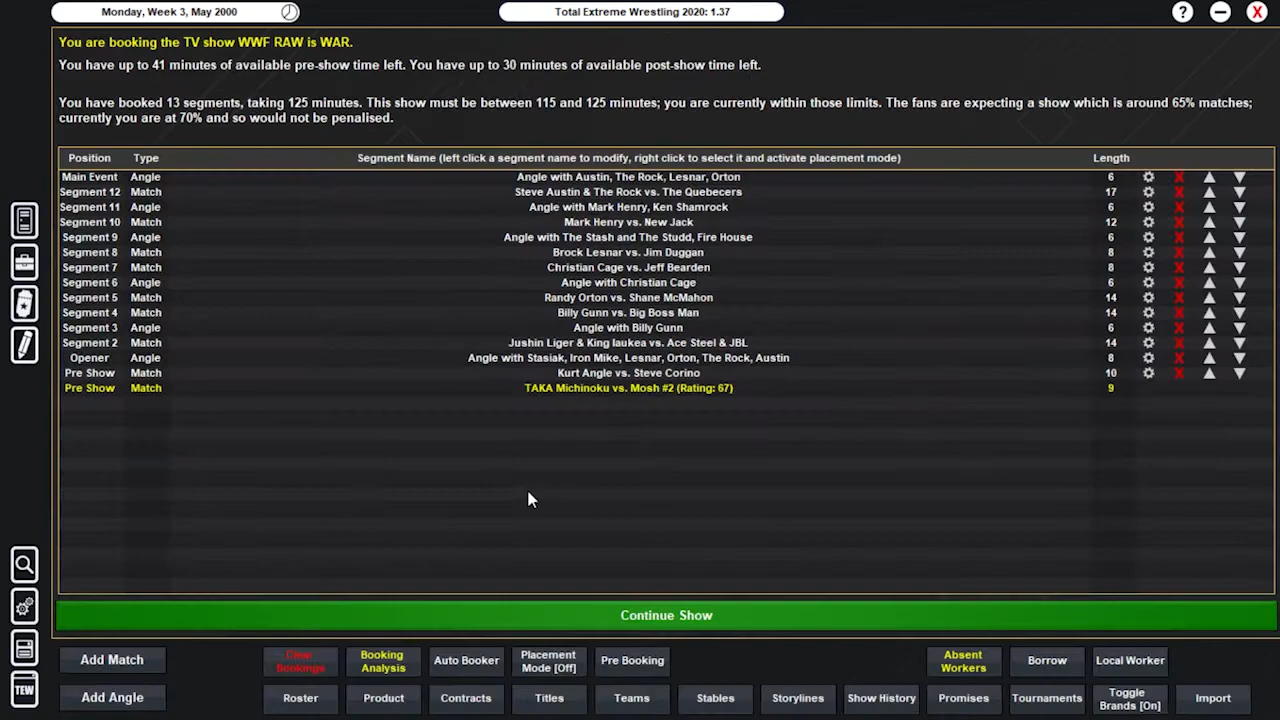 Monday, Week 3, May 2000
Total Extreme Wrestling 2020: 1.37
?
X
You are booking the TV show WWF RAW is WAR.
You have up to 41 minutes of available pre-show time left. You have up to 30 minutes of available post-show time left.
You have booked 13 segments, taking 125 minutes. This show must be between 115 and 125 minutes; you are currently within those limits. The fans are expecting a show which is around 65% matches;
currently you are at 70% and so would not be penalised.
Position Type Segment Name (left click a segment name to modify, right click to select it and activate placement mode) Length
Main Event Angle Angle with Austin, The Rock, Lesnar, Orton 6 X
Segment 12 Match Steve Austin & The Rock vs. The Quebecers 17 X
Segment 11 Angle Angle with Mark Henry, Ken Shamrock 6 X
Segment 10 Match Mark Henry vs. New Jack 12 X
Segment 9 Angle Angle with The Stash and The Studd, Fire House 6 X
Segment 8 Match Brock Lesnar vs. Jim Duggan 8 X
Segment 7 Match Christian Cage vs. Jeff Bearden 8 X
Segment 6 Angle Angle with Christian Cage 6 X
Segment 5 Match Randy Orton vs. Shane McMahon 14 X
Segment 4 Match Billy Gunn vs. Big Boss Man 14 X
Segment 3 Angle Angle with Billy Gunn 6 X
Segment 2 Match Jushin Liger & King Iaukea vs. Ace Steel & JBL 14 X
Opener Angle Angle with Stasiak, Iron Mike, Lesnar, Orton, The Rock, Austin 8 X
Pre Show Match Kurt Angle vs. Steve Corino 10 X
Pre Show Match TAKA Michinoku vs. Mosh #2 (Rating: 67) 9
Continue Show
Add Match
Clear
Bookings
Booking
Analysis
Auto Booker
Placement
Mode [Off]
Pre Booking
Absent
Workers
Borrow
Local Worker
TEW
Add Angle
Roster
Product
Contracts
Titles
Teams
Stables
Storylines
Show History
Promises
Tournaments
Toggle
Brands [On]
Import